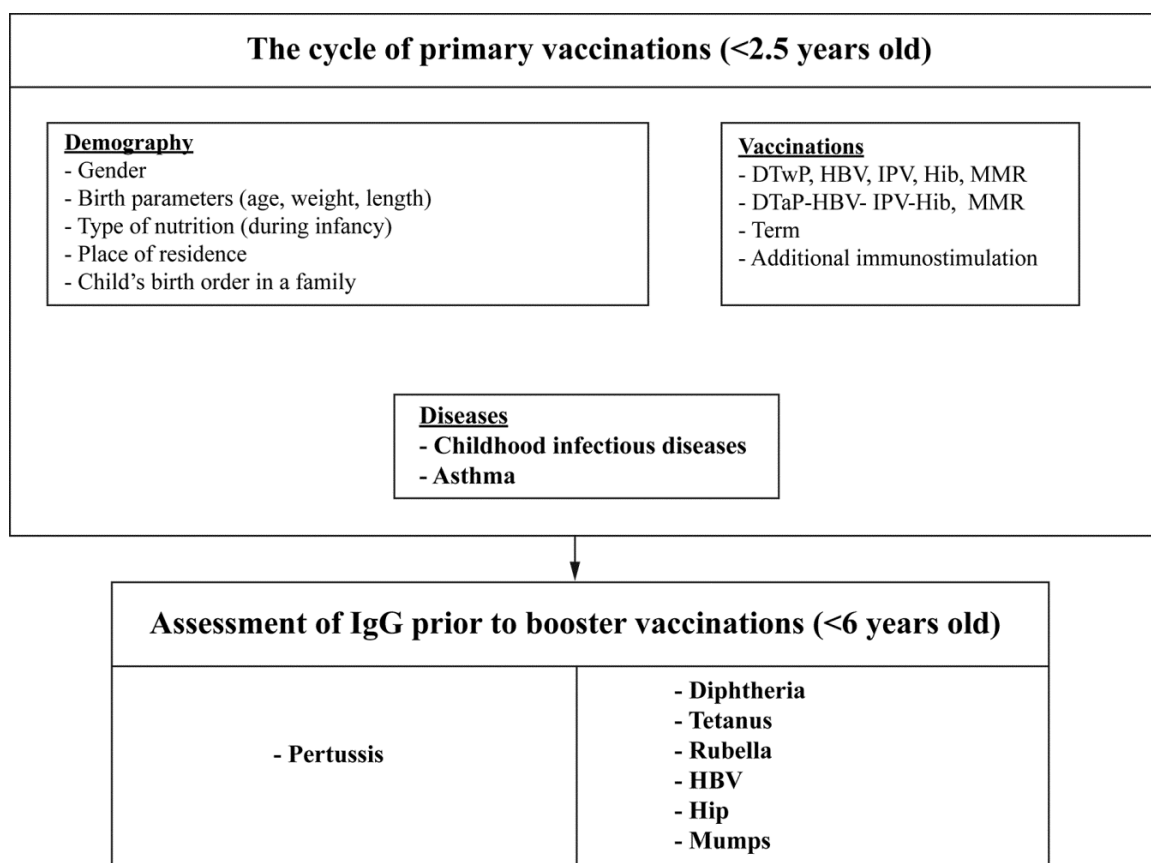 The cycle of primary vaccinations (<2.5 years old)
Demography
- Gender
- Birth parameters (age, weight, length)
- Type of nutrition (during infancy)
- Place of residence
- Child's birth order in a family
Vaccinations
- DTwP, HBV, IPV, Hib, MMR
- DTaP-HBV- IPV-Hib,  MMR
- Term
- Additional immunostimulation
Diseases
- Childhood infectious diseases
- Asthma
Assessment of IgG prior to booster vaccinations (<6 years old)
- Pertussis
- Diphtheria
- Tetanus
- Rubella
- HBV
- Hip
- Mumps